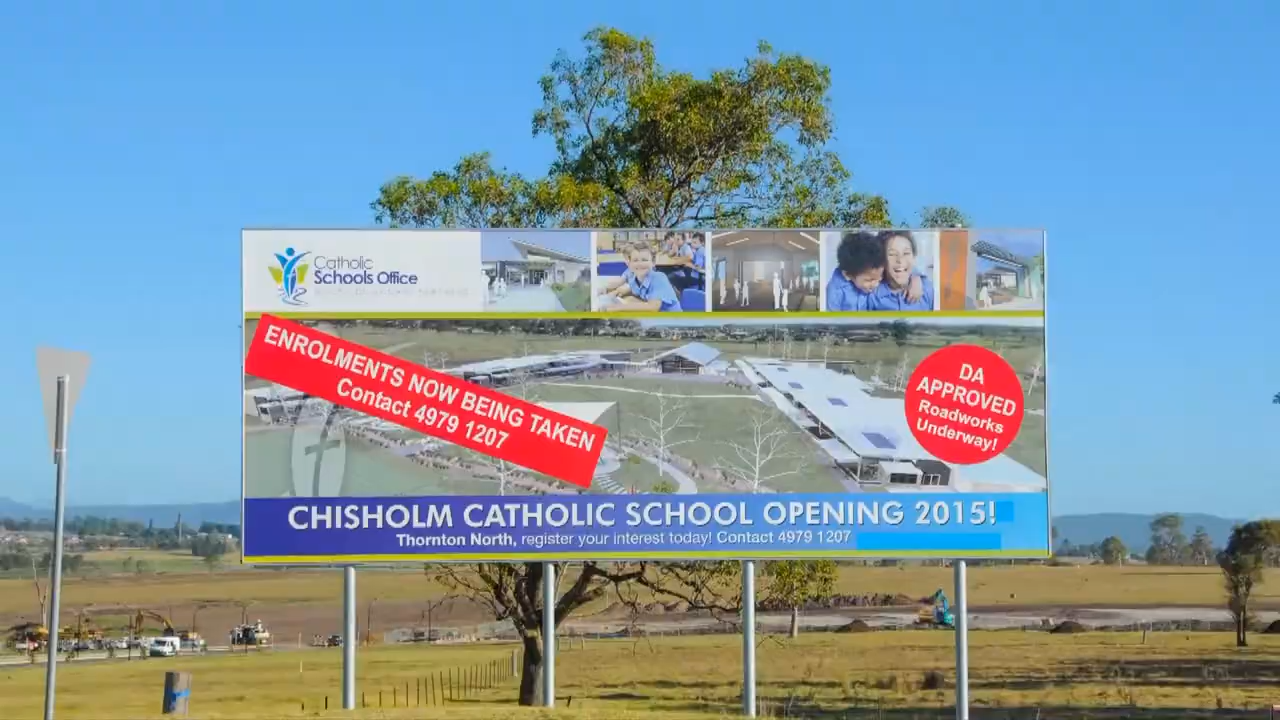 Catholic
Schools Office
ENROLMENTS NOW BEING TAKEN
Contact 4979 1207
DA
APPROVED
Roadworks
Underway!
CHISHOLM CATHOLIC SCHOOL OPENING 2015!
Thornton North, register your interest today! Contact 4979 1207